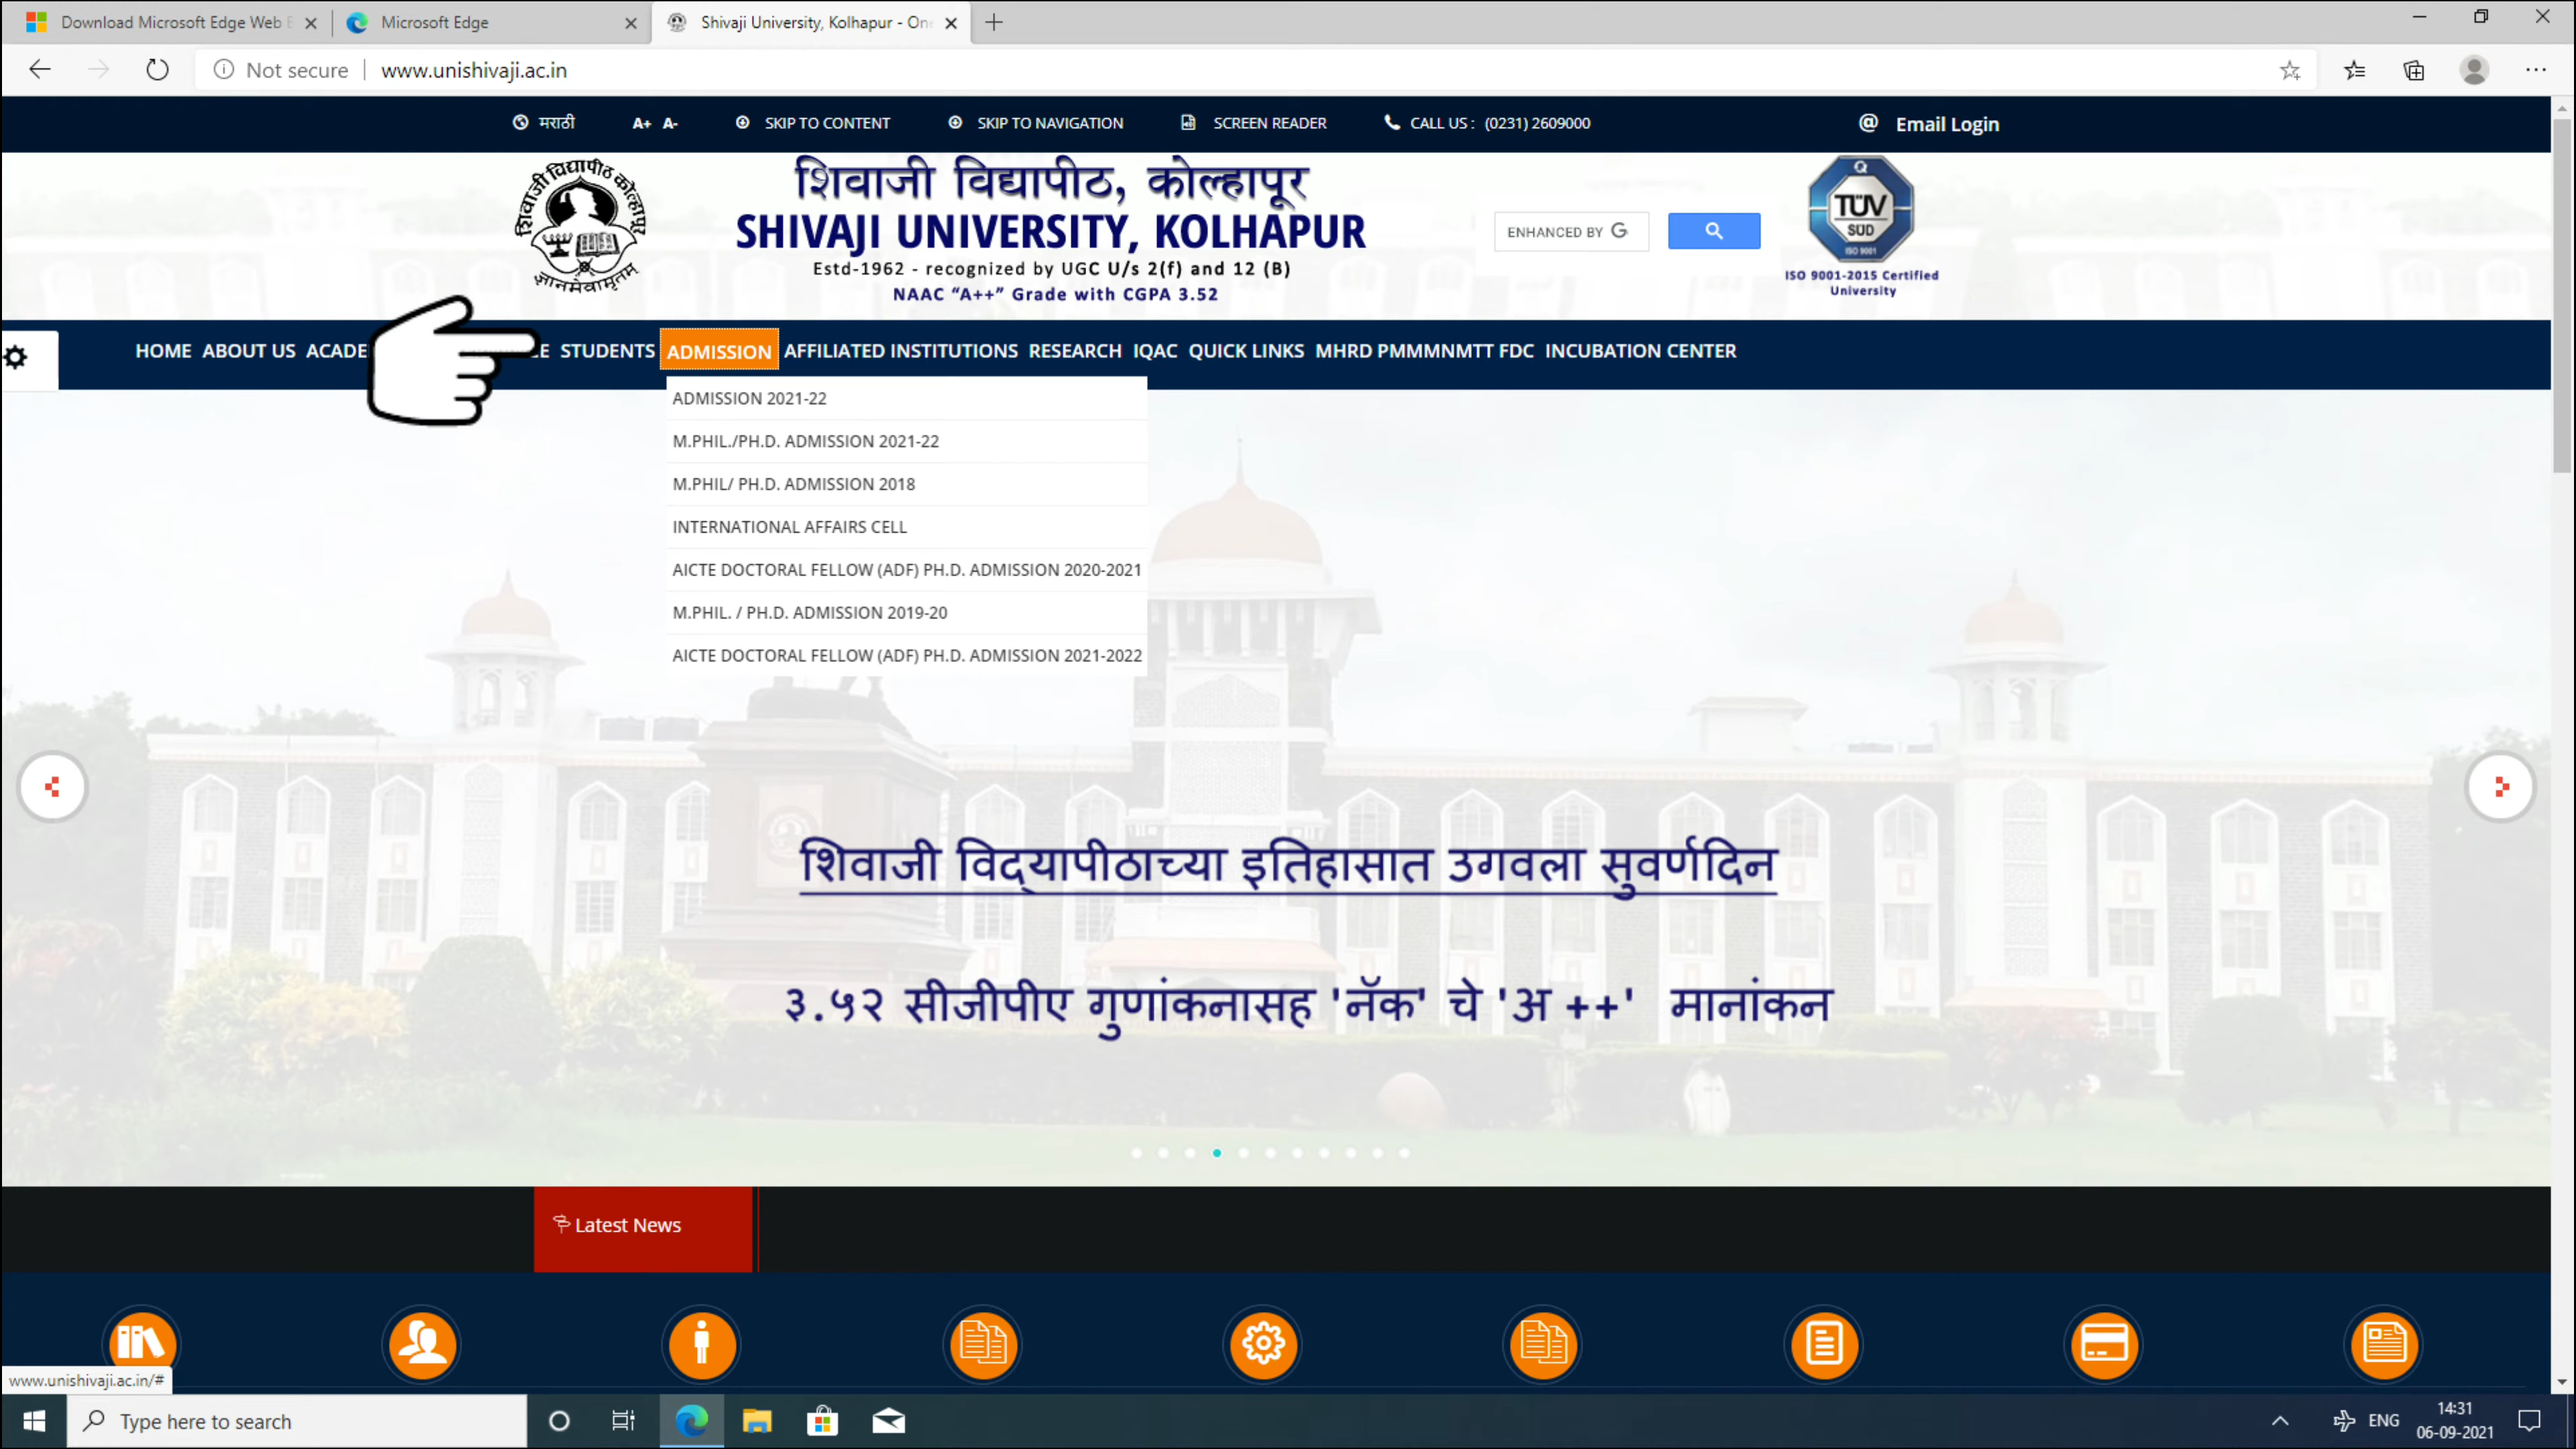 Download Microsoft Edge Web
Microsoft Edge
Shivaji University, Kolhapur - On
Not secure
www.unishivaji.ac.in
मराठी
A+ A-
SKIP TO CONTENT
SKIP TO NAVIGATION
SCREEN READER
CALL US : (0231) 2609000
@ Email Login
शिवाजी विद्यापीठ कोल्हापूर
ज्ञानमेवामृतम्
शिवाजी विद्यापीठ, कोल्हापूर
SHIVAJI UNIVERSITY, KOLHAPUR
Estd-1962 - recognized by UGC U/s 2(f) and 12 (B)
NAAC “A++” Grade with CGPA 3.52
ENHANCED BY G
Q
TÜV
SÜD
ISO 9001
ISO 9001-2015 Certified
University
HOME ABOUT US ACADE E STUDENTS ADMISSION AFFILIATED INSTITUTIONS RESEARCH IQAC QUICK LINKS MHRD PMMMNMTT FDC INCUBATION CENTER
ADMISSION 2021-22
M.PHIL./PH.D. ADMISSION 2021-22
M.PHIL/ PH.D. ADMISSION 2018
INTERNATIONAL AFFAIRS CELL
AICTE DOCTORAL FELLOW (ADF) PH.D. ADMISSION 2020-2021
M.PHIL. / PH.D. ADMISSION 2019-20
AICTE DOCTORAL FELLOW (ADF) PH.D. ADMISSION 2021-2022
शिवाजी विद्‌यापीठाच्या इतिहासात उगवला सुवर्णदिन
३.५२ सीजीपीए गुणांकनासह 'नॅक' चे 'अ ++' मानांकन
Latest News
www.unishivaji.ac.in/#
Type here to search
ENG
14:31
06-09-2021